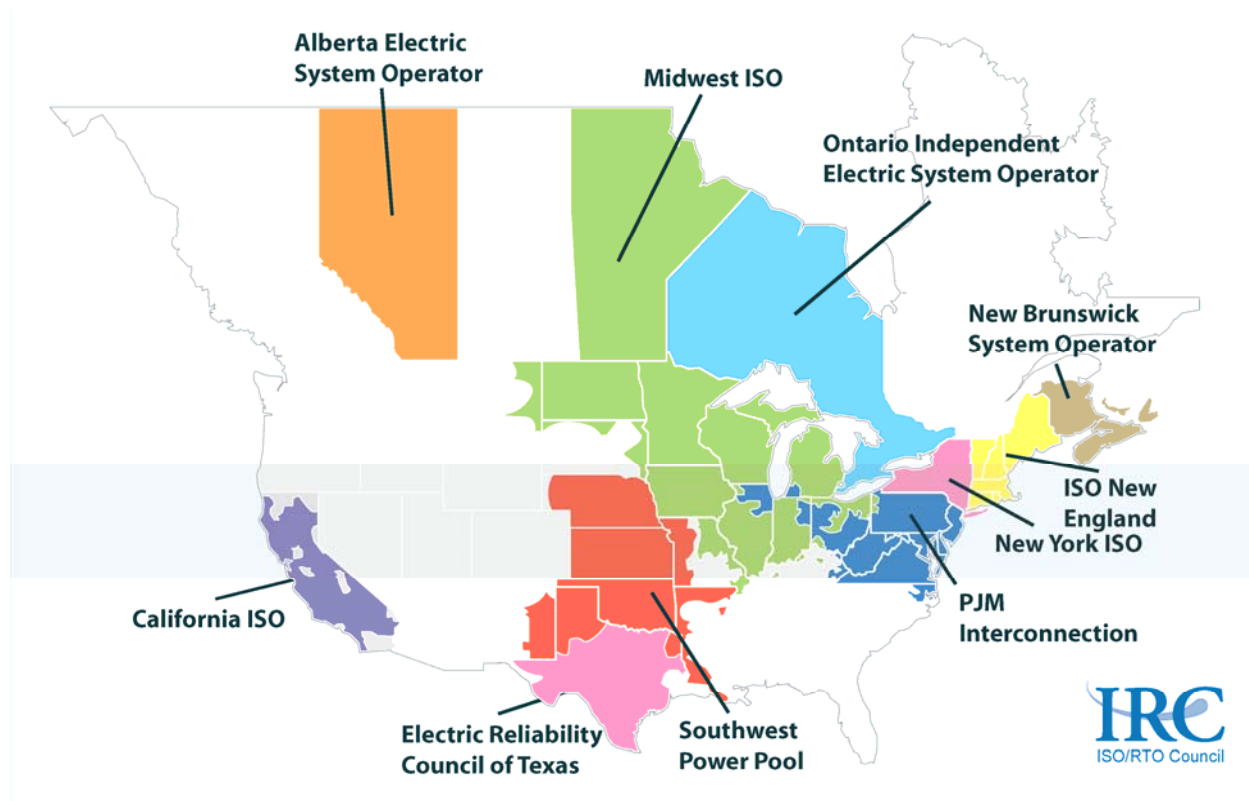 Alberta Electric
System Operator
Midwest ISO
Ontario Independent
Electric System Operator
New Brunswick
System Operator
ISO New
England
New York ISO
California ISO
PJM
Interconnection
Electric Reliability
Council of Texas
Southwest
Power Pool
IRC
ISO/RTO Council